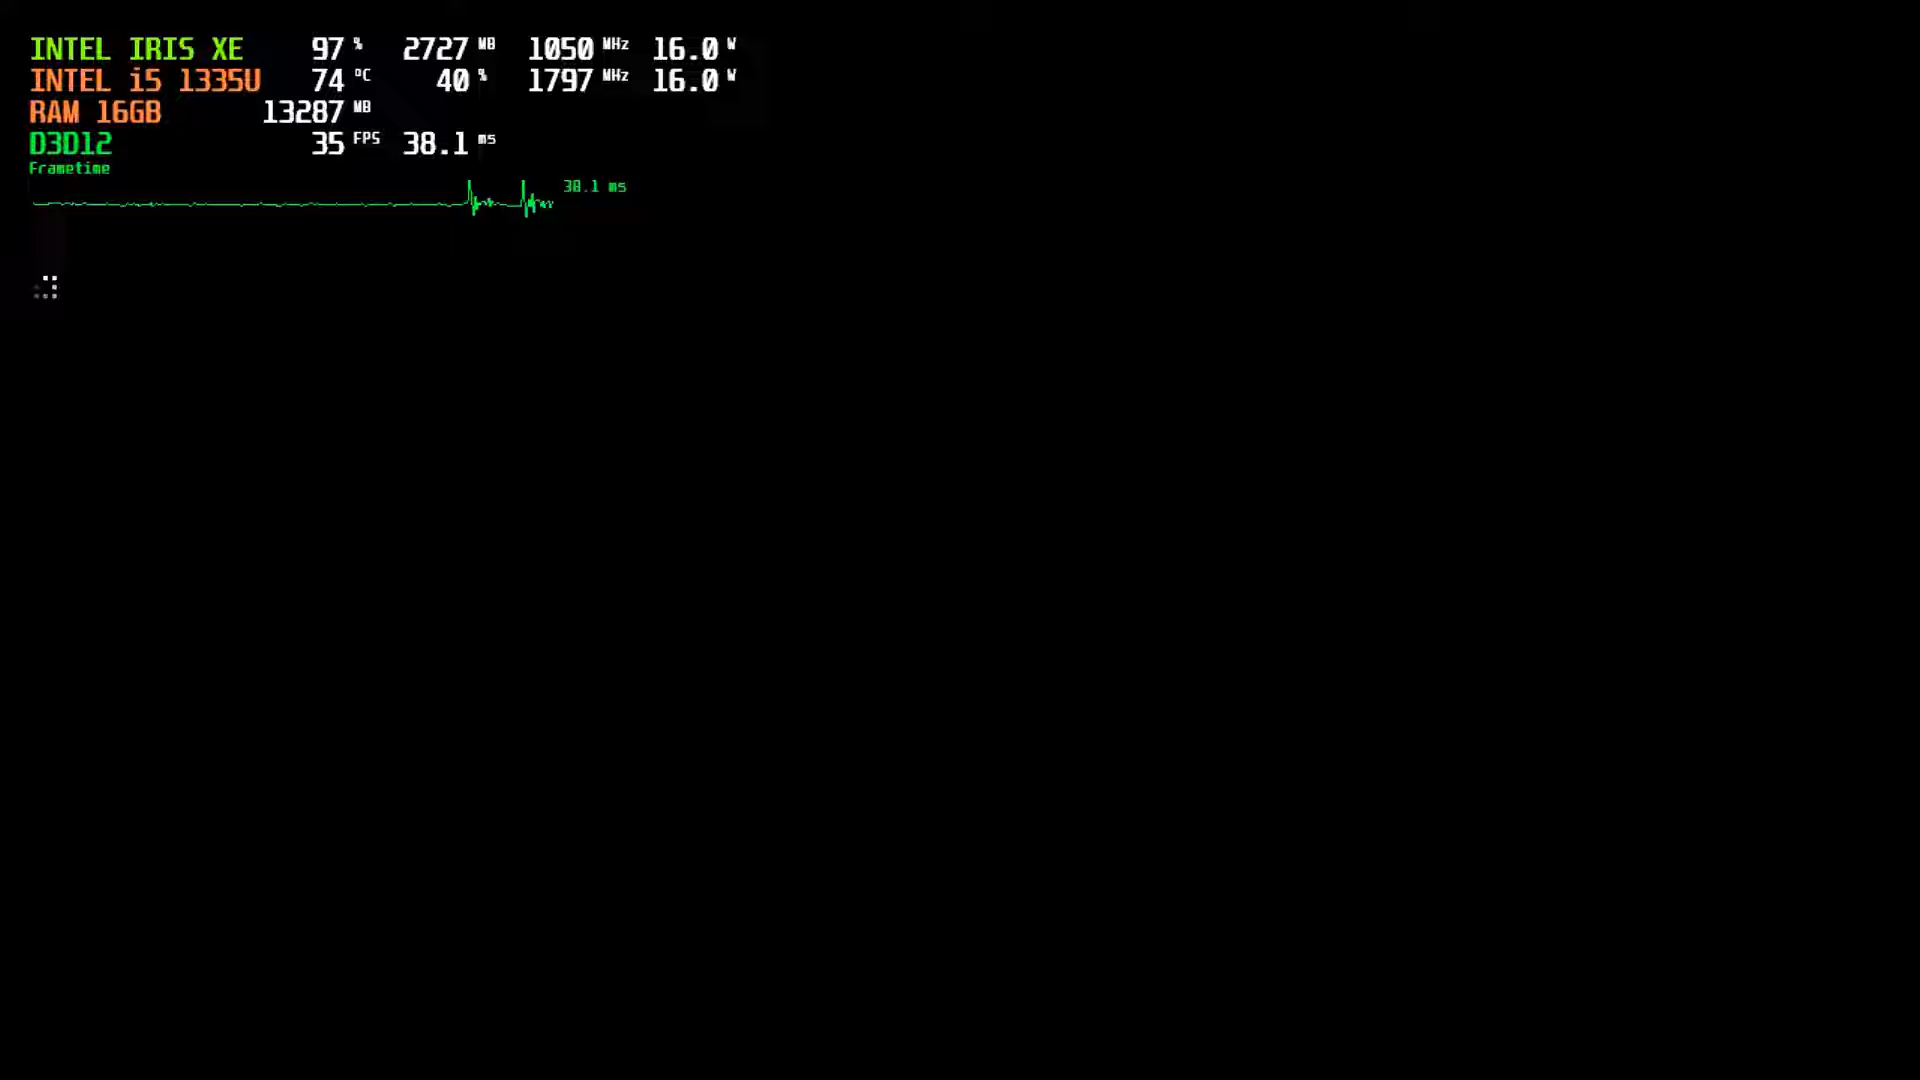 INTEL IRIS XE 97 % 2727 MB 1050 MHz 16.0 W
INTEL i5 1335U 74 °C 40 % 1797 MHz 16.0 W
RAM 16GB 13287 MB
D3D12 35 FPS 38.1 ms
Frametime
38.1 ms